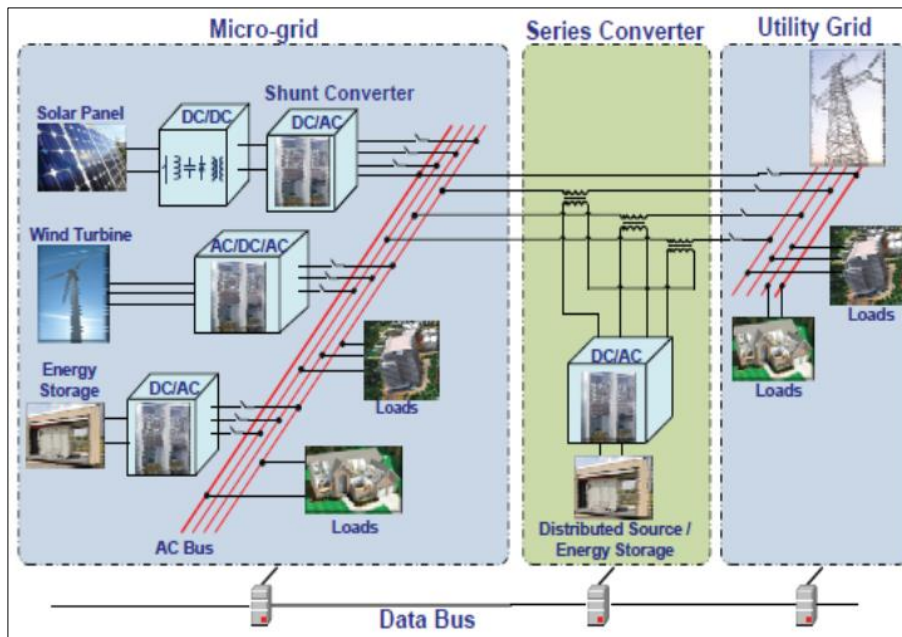 Micro-grid
Series Converter
Utility Grid
Shunt Converter
Solar Panel
DC/DC
DC/AC
Wind Turbine
AC/DC/AC
Energy
Storage
DC/AC
Loads
Loads
AC Bus
DC/AC
Distributed Source /
Energy Storage
Loads
Loads
Data Bus